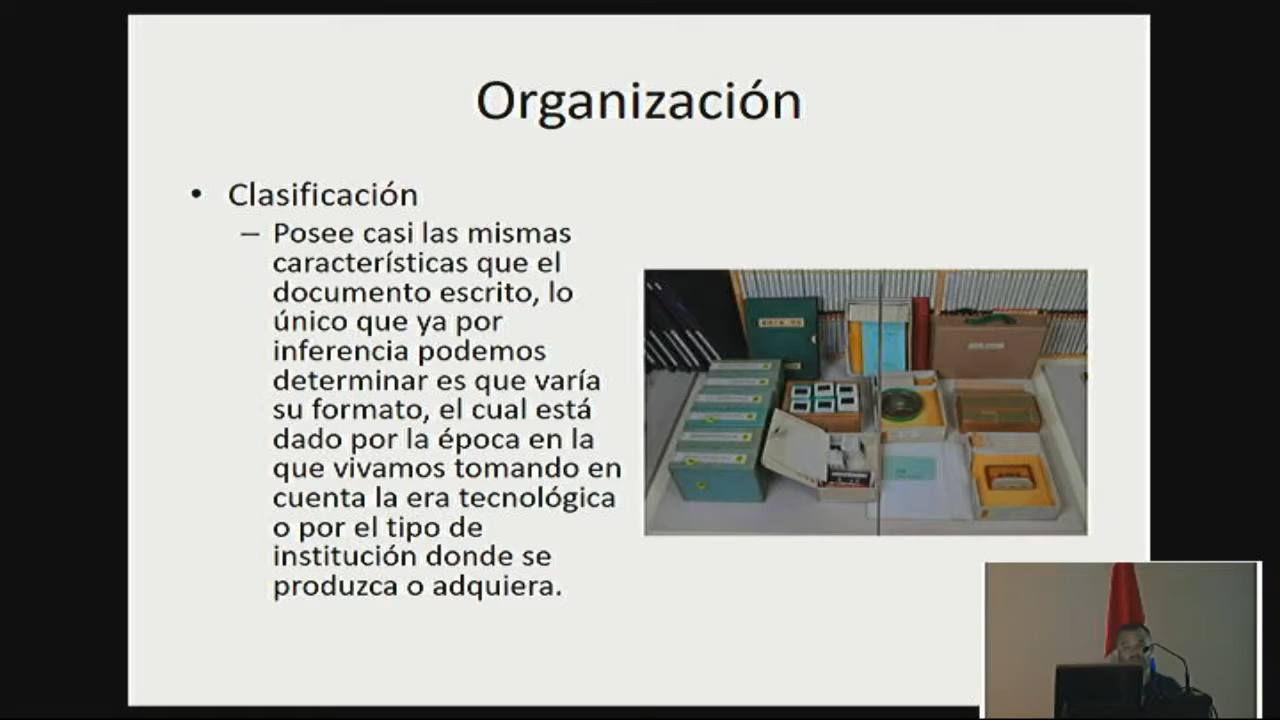 Organización
• Clasificación
– Posee casi las mismas
características que el
documento escrito, lo
único que ya por
inferencia podemos
determinar es que varía
su formato, el cual está
dado por la época en la
que vivamos tomando en
cuenta la era tecnológica
o por el tipo de
institución donde se
produzca o adquiera.